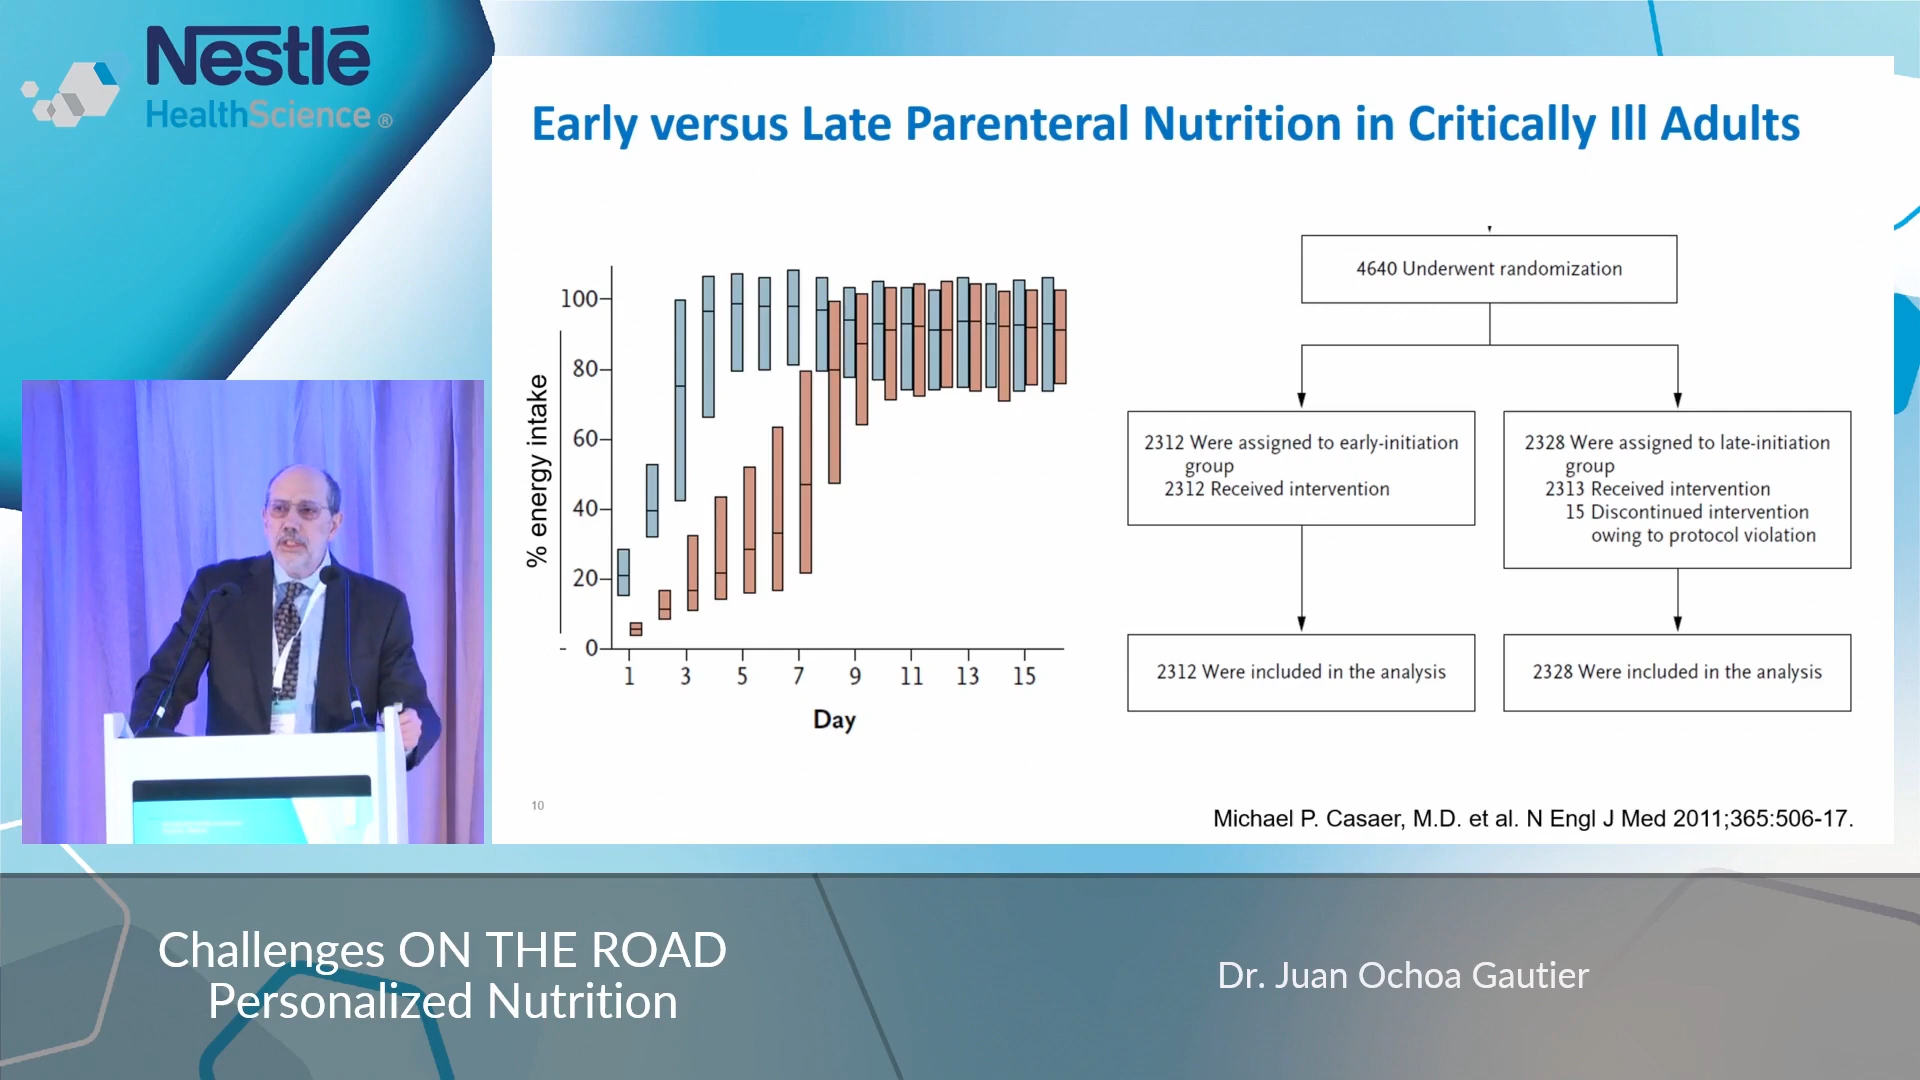 Nestlé
HealthScience ®
Early versus Late Parenteral Nutrition in Critically Ill Adults
% energy intake
100
80
60
40
20
0
-
1 3 5 7 9 11 13 15
Day
4640 Underwent randomization
2312 Were assigned to early-initiation
group
2312 Received intervention
2328 Were assigned to late-initiation
group
2313 Received intervention
15 Discontinued intervention
owing to protocol violation
2312 Were included in the analysis
2328 Were included in the analysis
10
Michael P. Casaer, M.D. et al. N Engl J Med 2011;365:506-17.
Challenges ON THE ROAD
Personalized Nutrition
Dr. Juan Ochoa Gautier